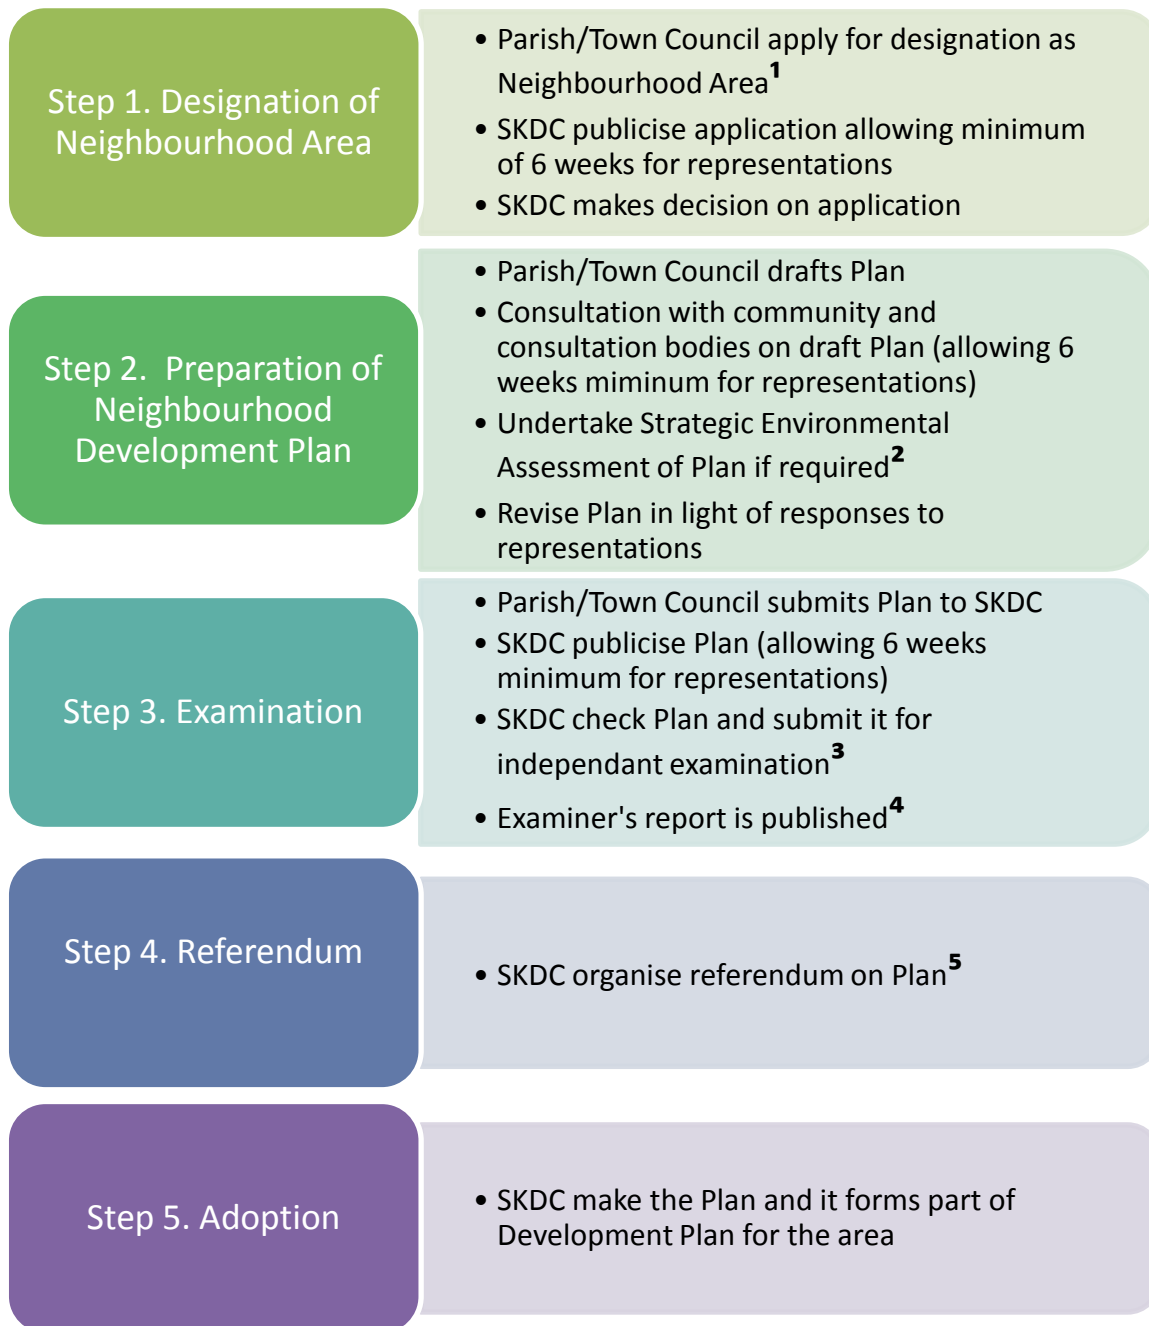 Step 1. Designation of
Neighbourhood Area
• Parish/Town Council apply for designation as
Neighbourhood Area1
• SKDC publicise application allowing minimum
of 6 weeks for representations
• SKDC makes decision on application
Step 2.  Preparation of
Neighbourhood
Development Plan
• Parish/Town Council drafts Plan
• Consultation with community and
consultation bodies on draft Plan (allowing 6
weeks miminum for representations)
• Undertake Strategic Environmental
Assessment of Plan if required2
• Revise Plan in light of responses to
representations
Step 3. Examination
• Parish/Town Council submits Plan to SKDC
• SKDC publicise Plan (allowing 6 weeks
minimum for representations)
• SKDC check Plan and submit it for
independant examination3
• Examiner's report is published4
Step 4. Referendum
• SKDC organise referendum on Plan5
Step 5. Adoption
• SKDC make the Plan and it forms part of
Development Plan for the area